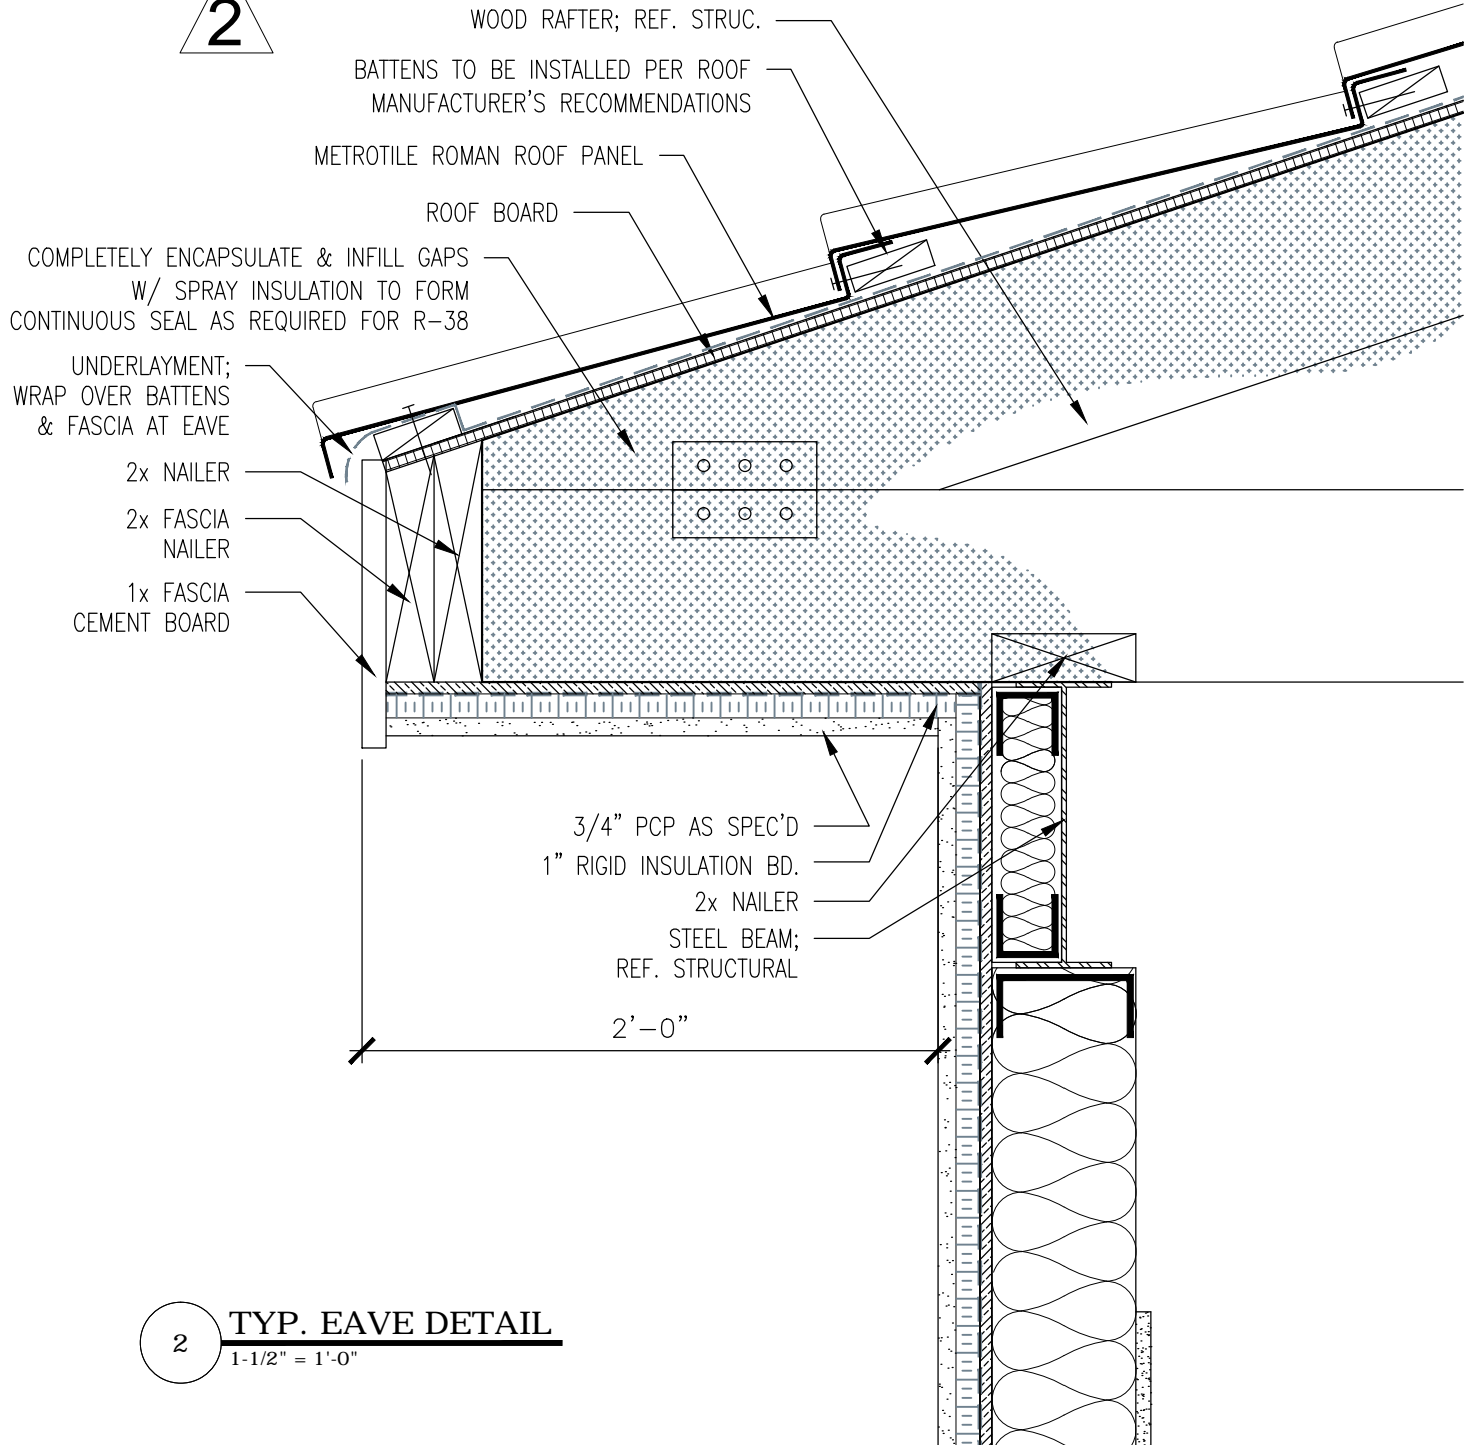 2
WOOD RAFTER; REF. STRUC.
BATTENS TO BE INSTALLED PER ROOF
MANUFACTURER'S RECOMMENDATIONS
METROTILE ROMAN ROOF PANEL
ROOF BOARD
COMPLETELY ENCAPSULATE & INFILL GAPS
W/ SPRAY INSULATION TO FORM
CONTINUOUS SEAL AS REQUIRED FOR R-38
UNDERLAYMENT;
WRAP OVER BATTENS
& FASCIA AT EAVE
2x NAILER
2x FASCIA
NAILER
1x FASCIA
CEMENT BOARD
3/4" PCP AS SPEC'D
1" RIGID INSULATION BD.
2x NAILER
STEEL BEAM;
REF. STRUCTURAL
2'-0"
2
TYP. EAVE DETAIL
1-1/2" = 1'-0"